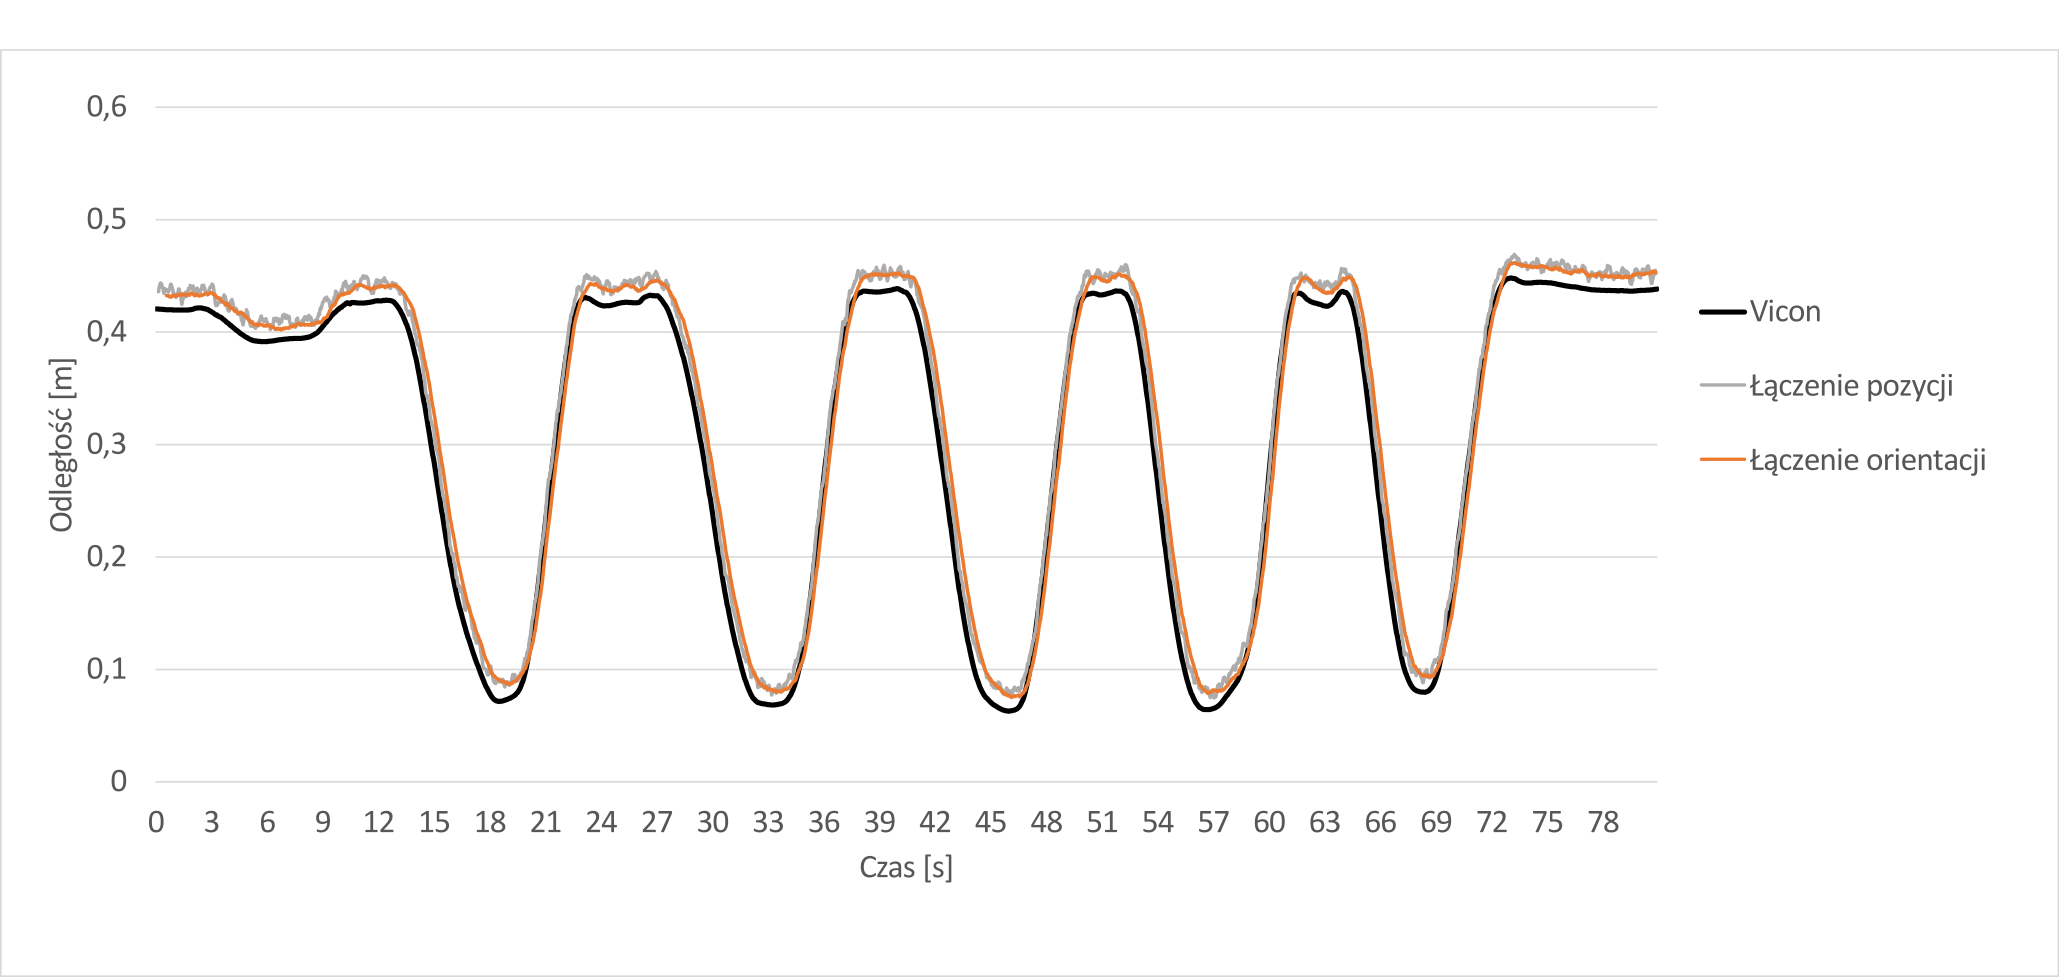 0,6
0,5
0,4
0,3
0,2
0,1
0
Odległość [m]
0 3 6 9 12 15 18 21 24 27 30 33 36 39 42 45 48 51 54 57 60 63 66 69 72 75 78
Czas [s]
Vicon
Łączenie pozycji
Łączenie orientacji